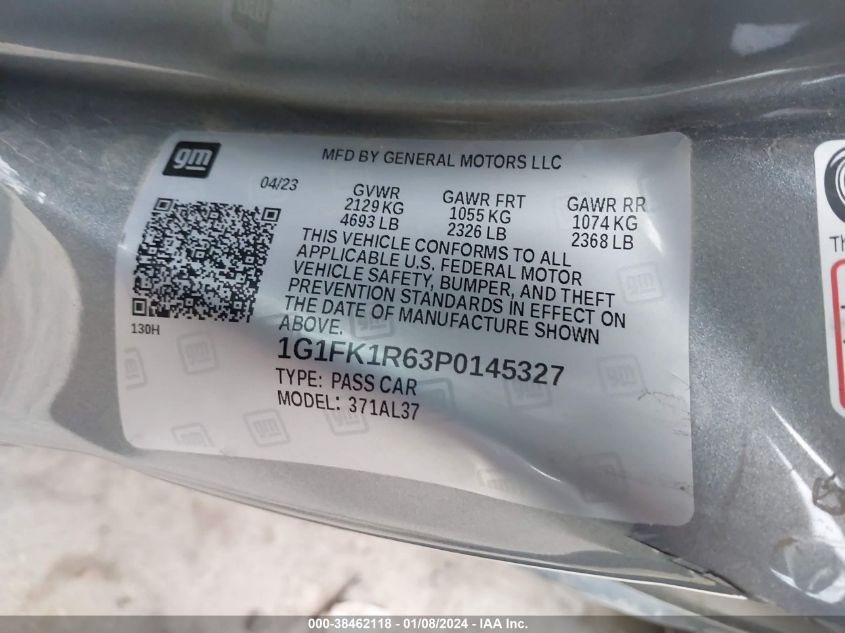 gm
MFD BY GENERAL MOTORS LLC
04/23
GVWR
2129 KG
4693 LB
GAWR FRT
1055 KG
2326 LB
GAWR RR
1074 KG
2368 LB
THIS VEHICLE CONFORMS TO ALL
APPLICABLE U.S. FEDERAL MOTOR
VEHICLE SAFETY, BUMPER, AND THEFT
PREVENTION STANDARDS IN EFFECT ON
THE DATE OF MANUFACTURE SHOWN
ABOVE.
130H
1G1FK1R63P0145327
TYPE: PASS CAR
MODEL: 371AL37
000-38462118 - 01/08/2024 - IAA Inc.